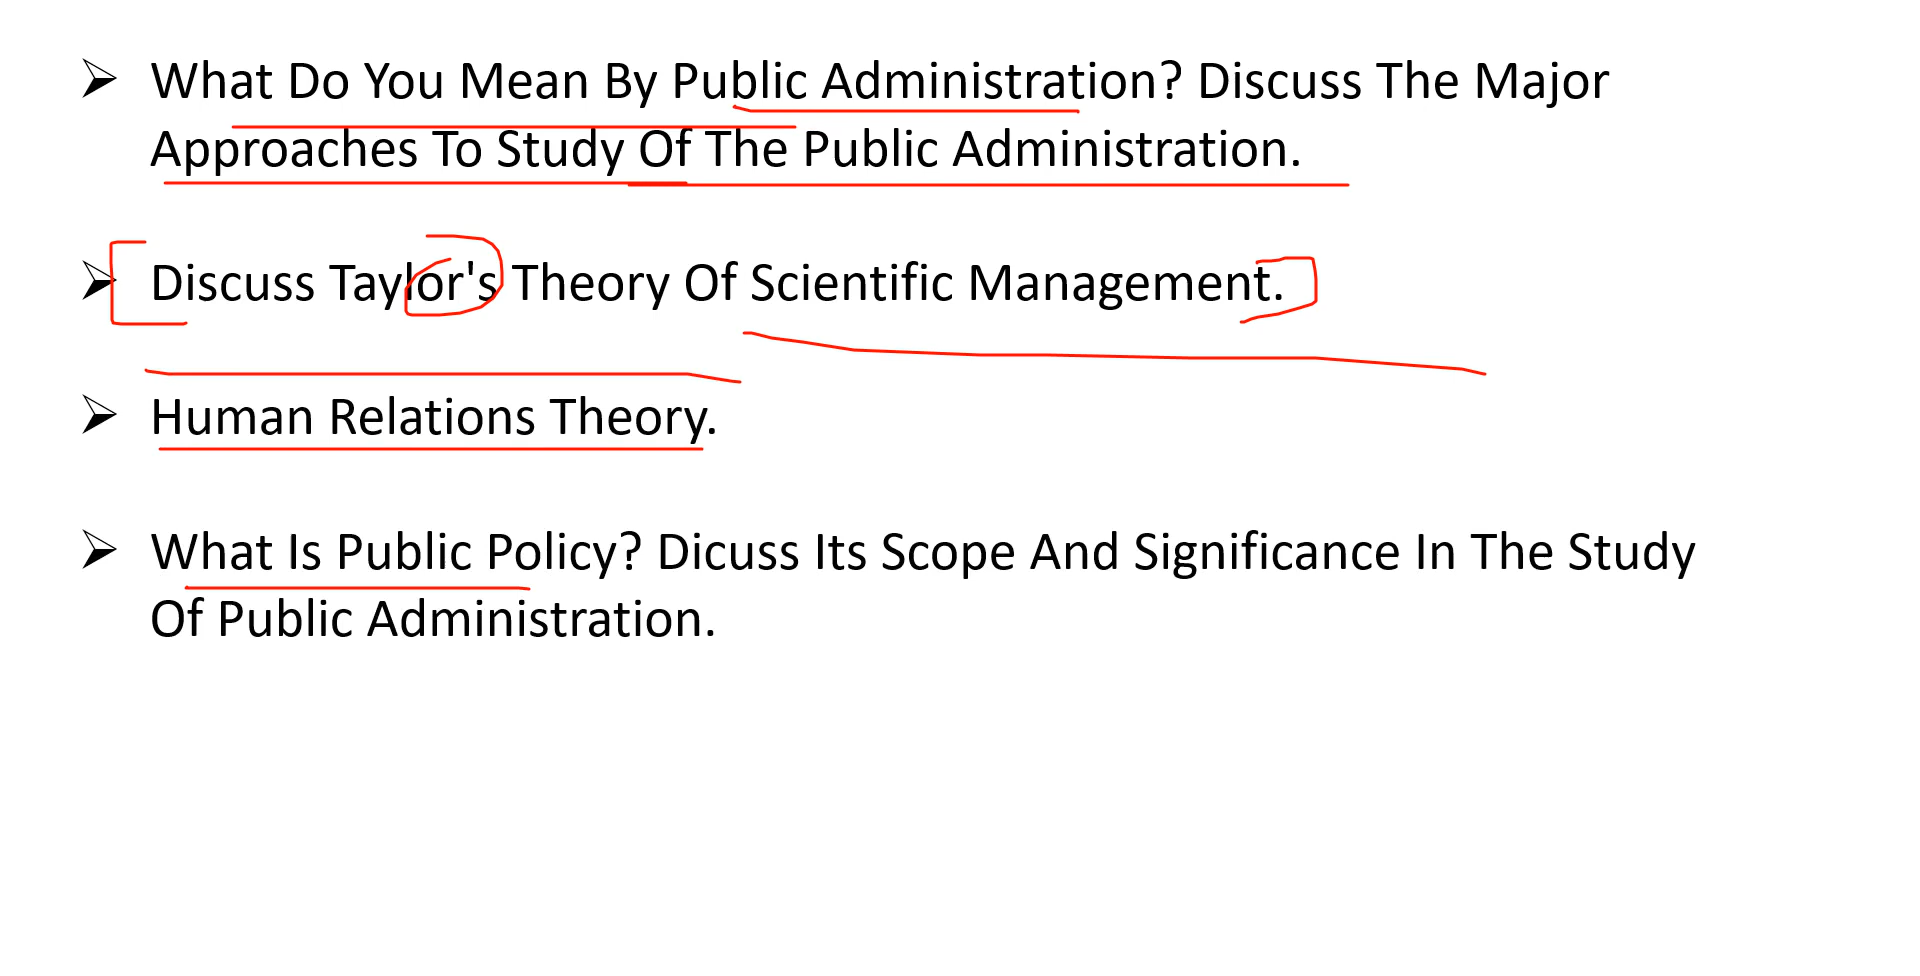 ➢ What Do You Mean By Public Administration? Discuss The Major
Approaches To Study Of The Public Administration.
➢ Discuss Taylor's Theory Of Scientific Management.
➢ Human Relations Theory.
➢ What Is Public Policy? Dicuss Its Scope And Significance In The Study
Of Public Administration.